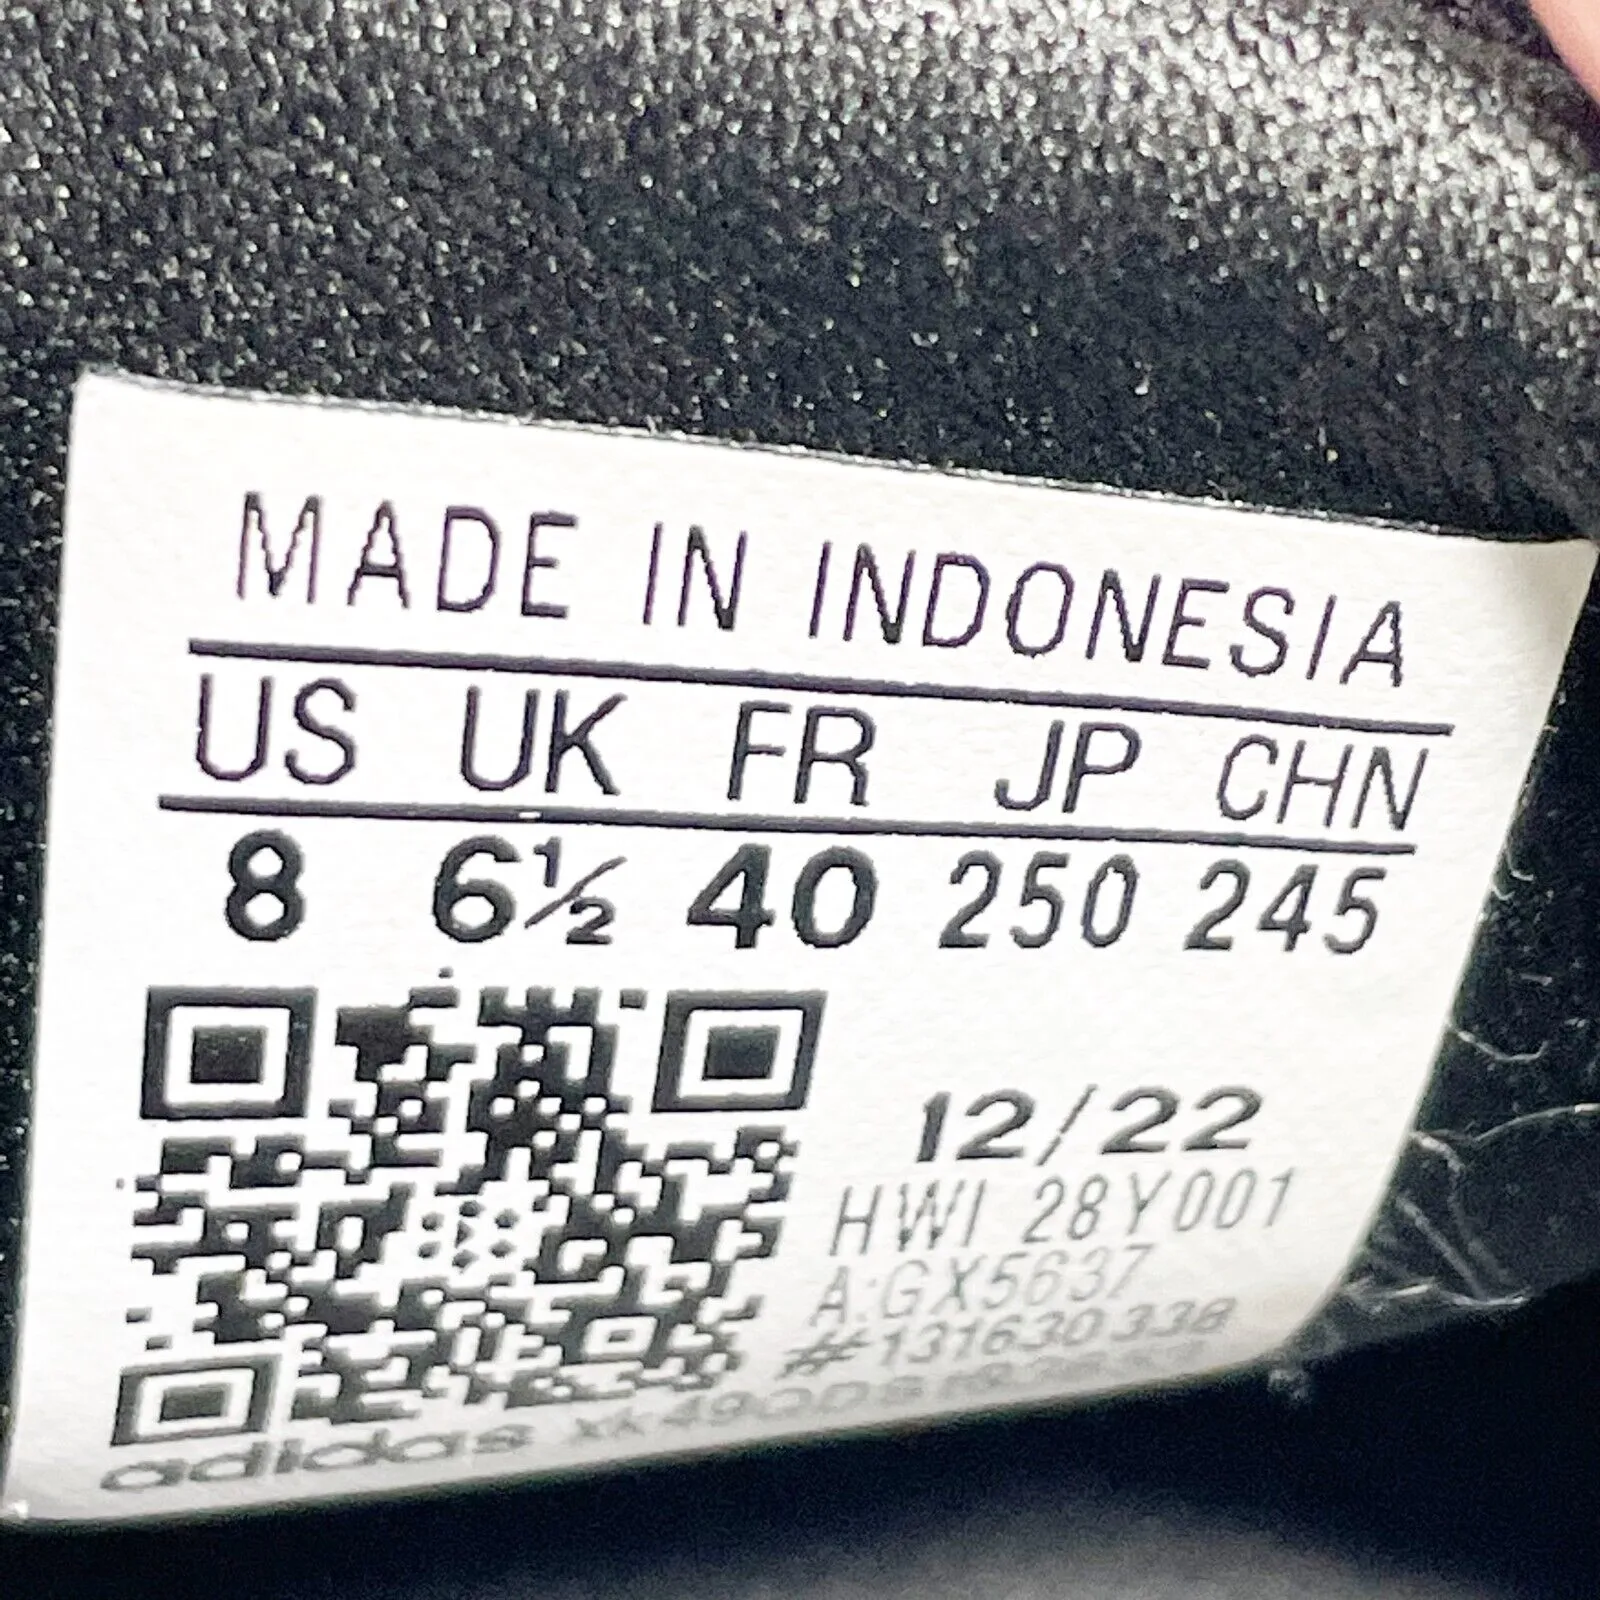 MADE IN INDONESIA
US UK FR JP CHN
8 6½ 40 250 245
12/22
HWI 28Y001
A:GX5637
#131630338
adidas